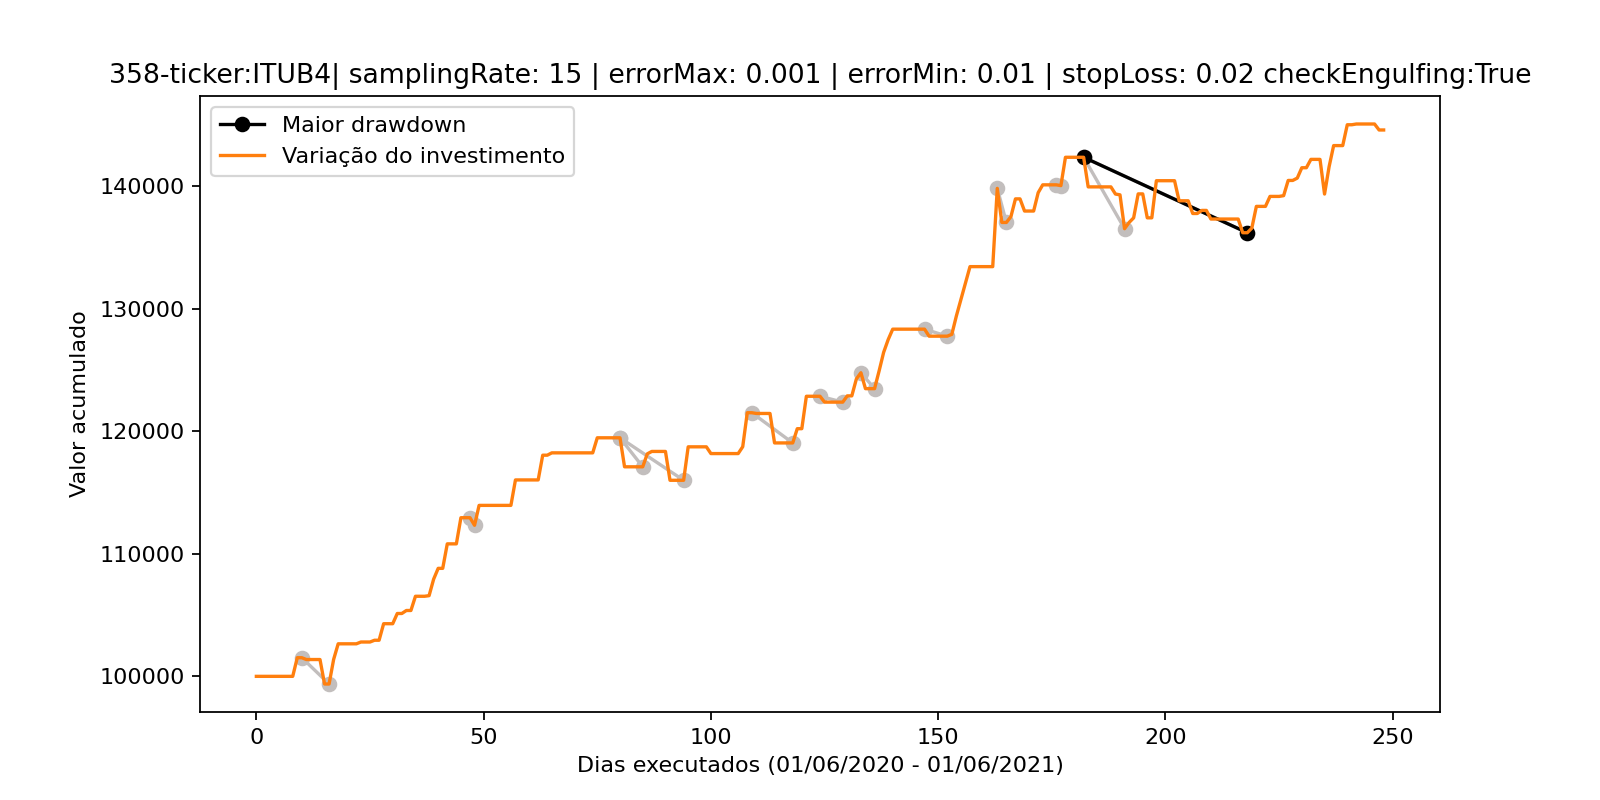 358-ticker:ITUB4| samplingRate: 15 | errorMax: 0.001 | errorMin: 0.01 | stopLoss: 0.02 checkEngulfing:True
Maior drawdown
Variação do investimento
Valor acumulado
140000
130000
120000
110000
100000
0 50 100 150 200 250
Dias executados (01/06/2020 - 01/06/2021)